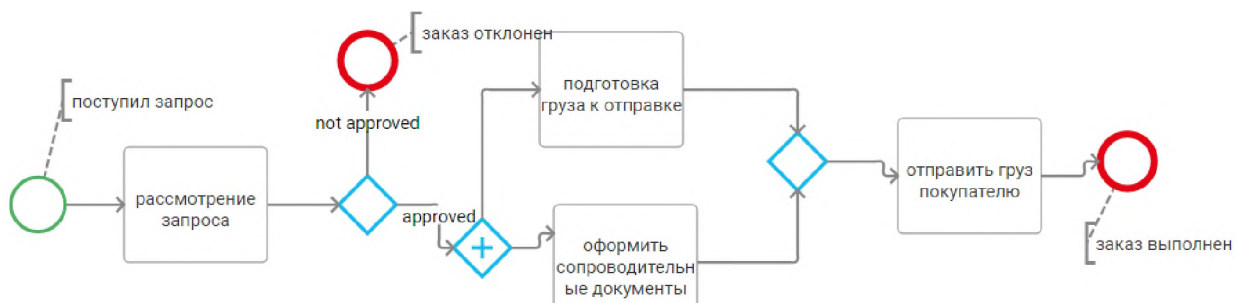 заказ отклонен
поступил запрос
not approved
подготовка
груза к отправке
рассмотрение
запроса
approved
оформить
сопроводительн
ые документы
отправить груз
покупателю
заказ выполнен